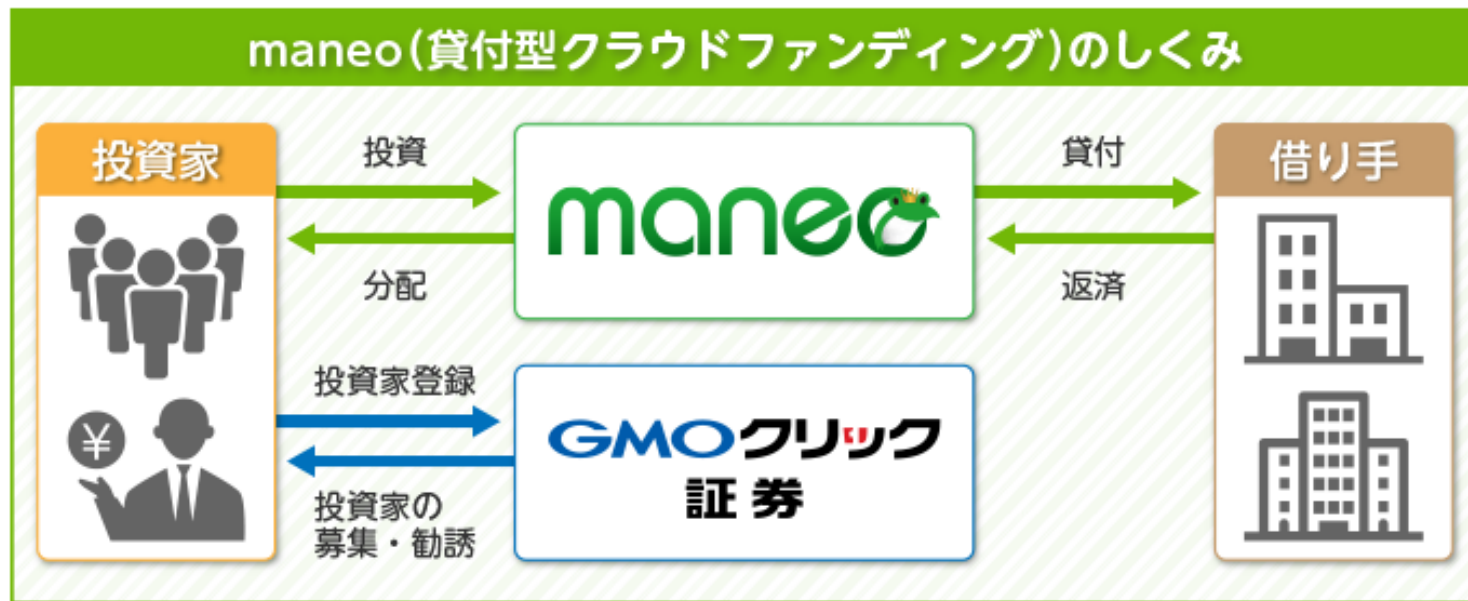 maneo(貸付型クラウドファンディング)のしくみ
投資家
投資
maneo
貸付
借り手
分配
返済
投資家登録
¥
GMOクリック
証券
投資家の
募集・勧誘